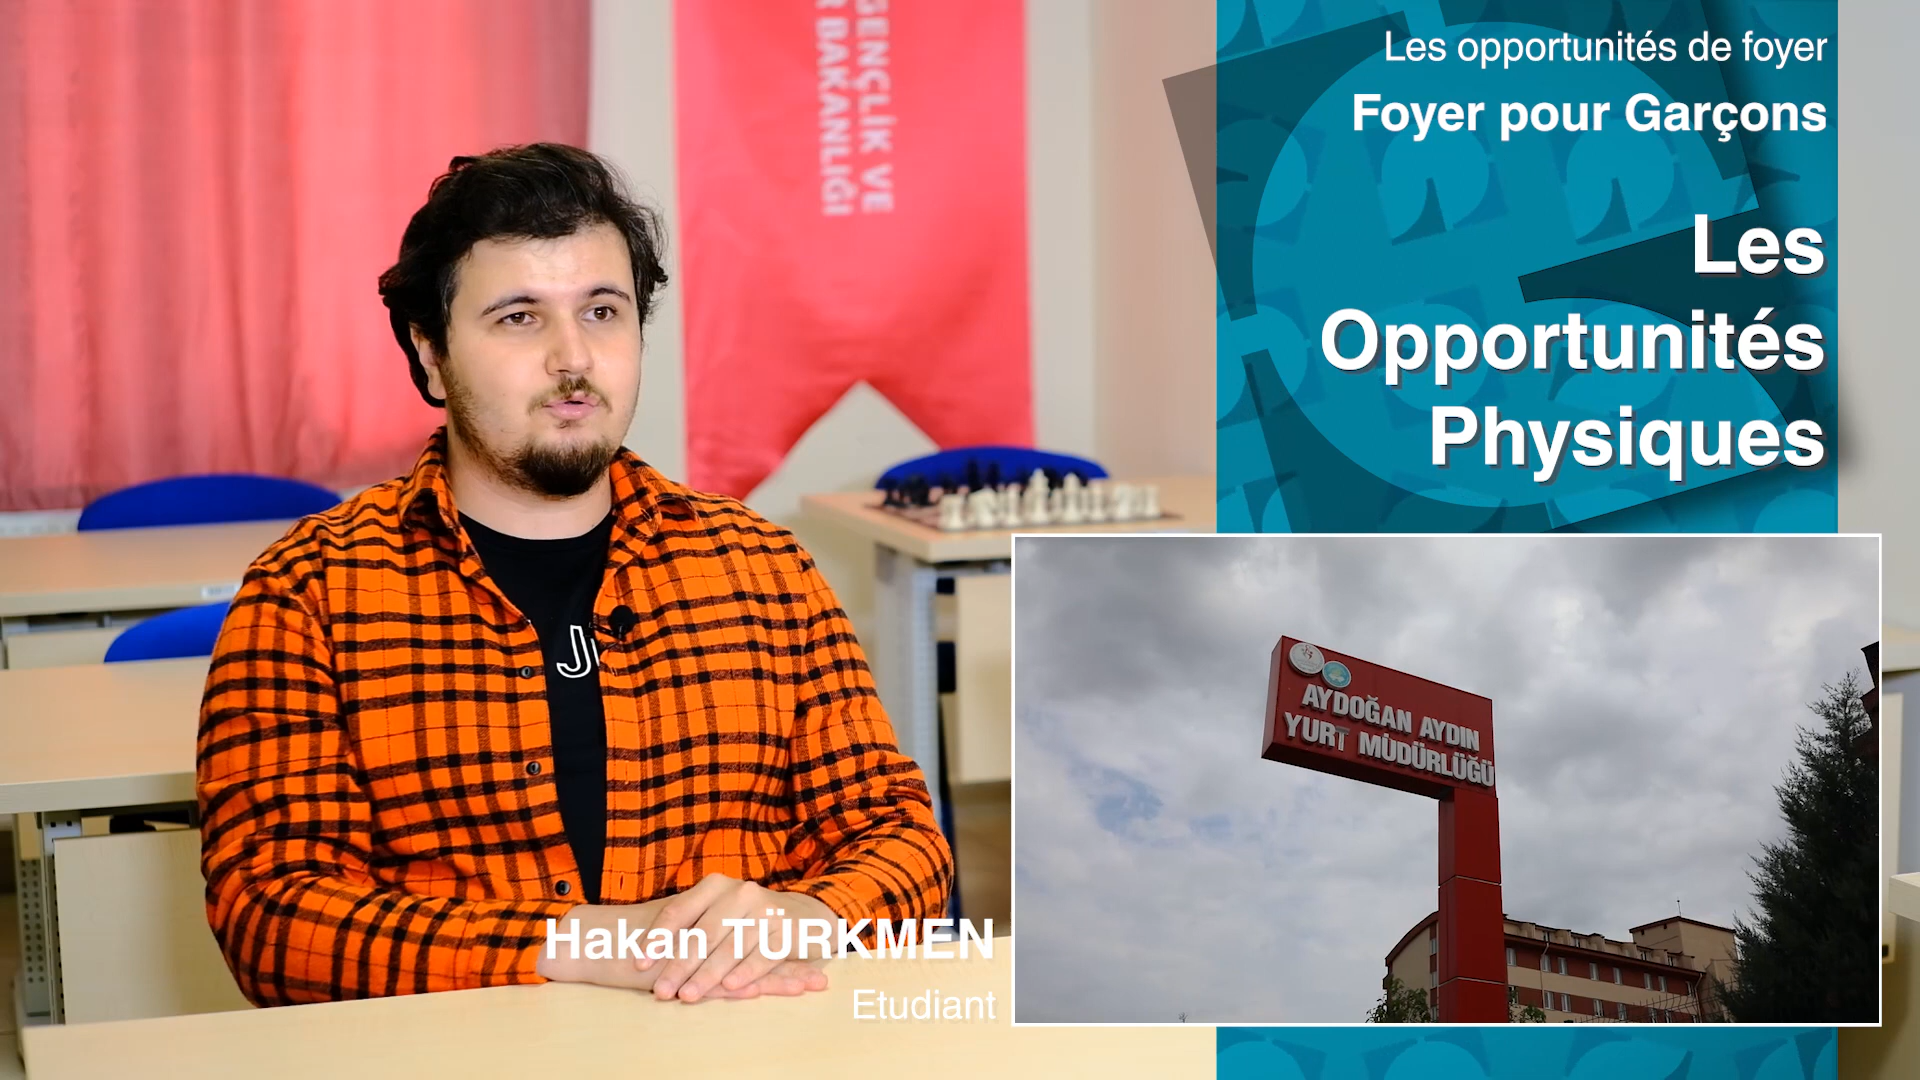 GENÇLİK VE
BAKANLIĞI
Les opportunités de foyer
Foyer pour Garçons
Les
Opportunités
Physiques
AYDOĞAN AYDIN
YURT MÜDÜRLÜĞÜ
Hakan TÜRKMEN
Etudiant